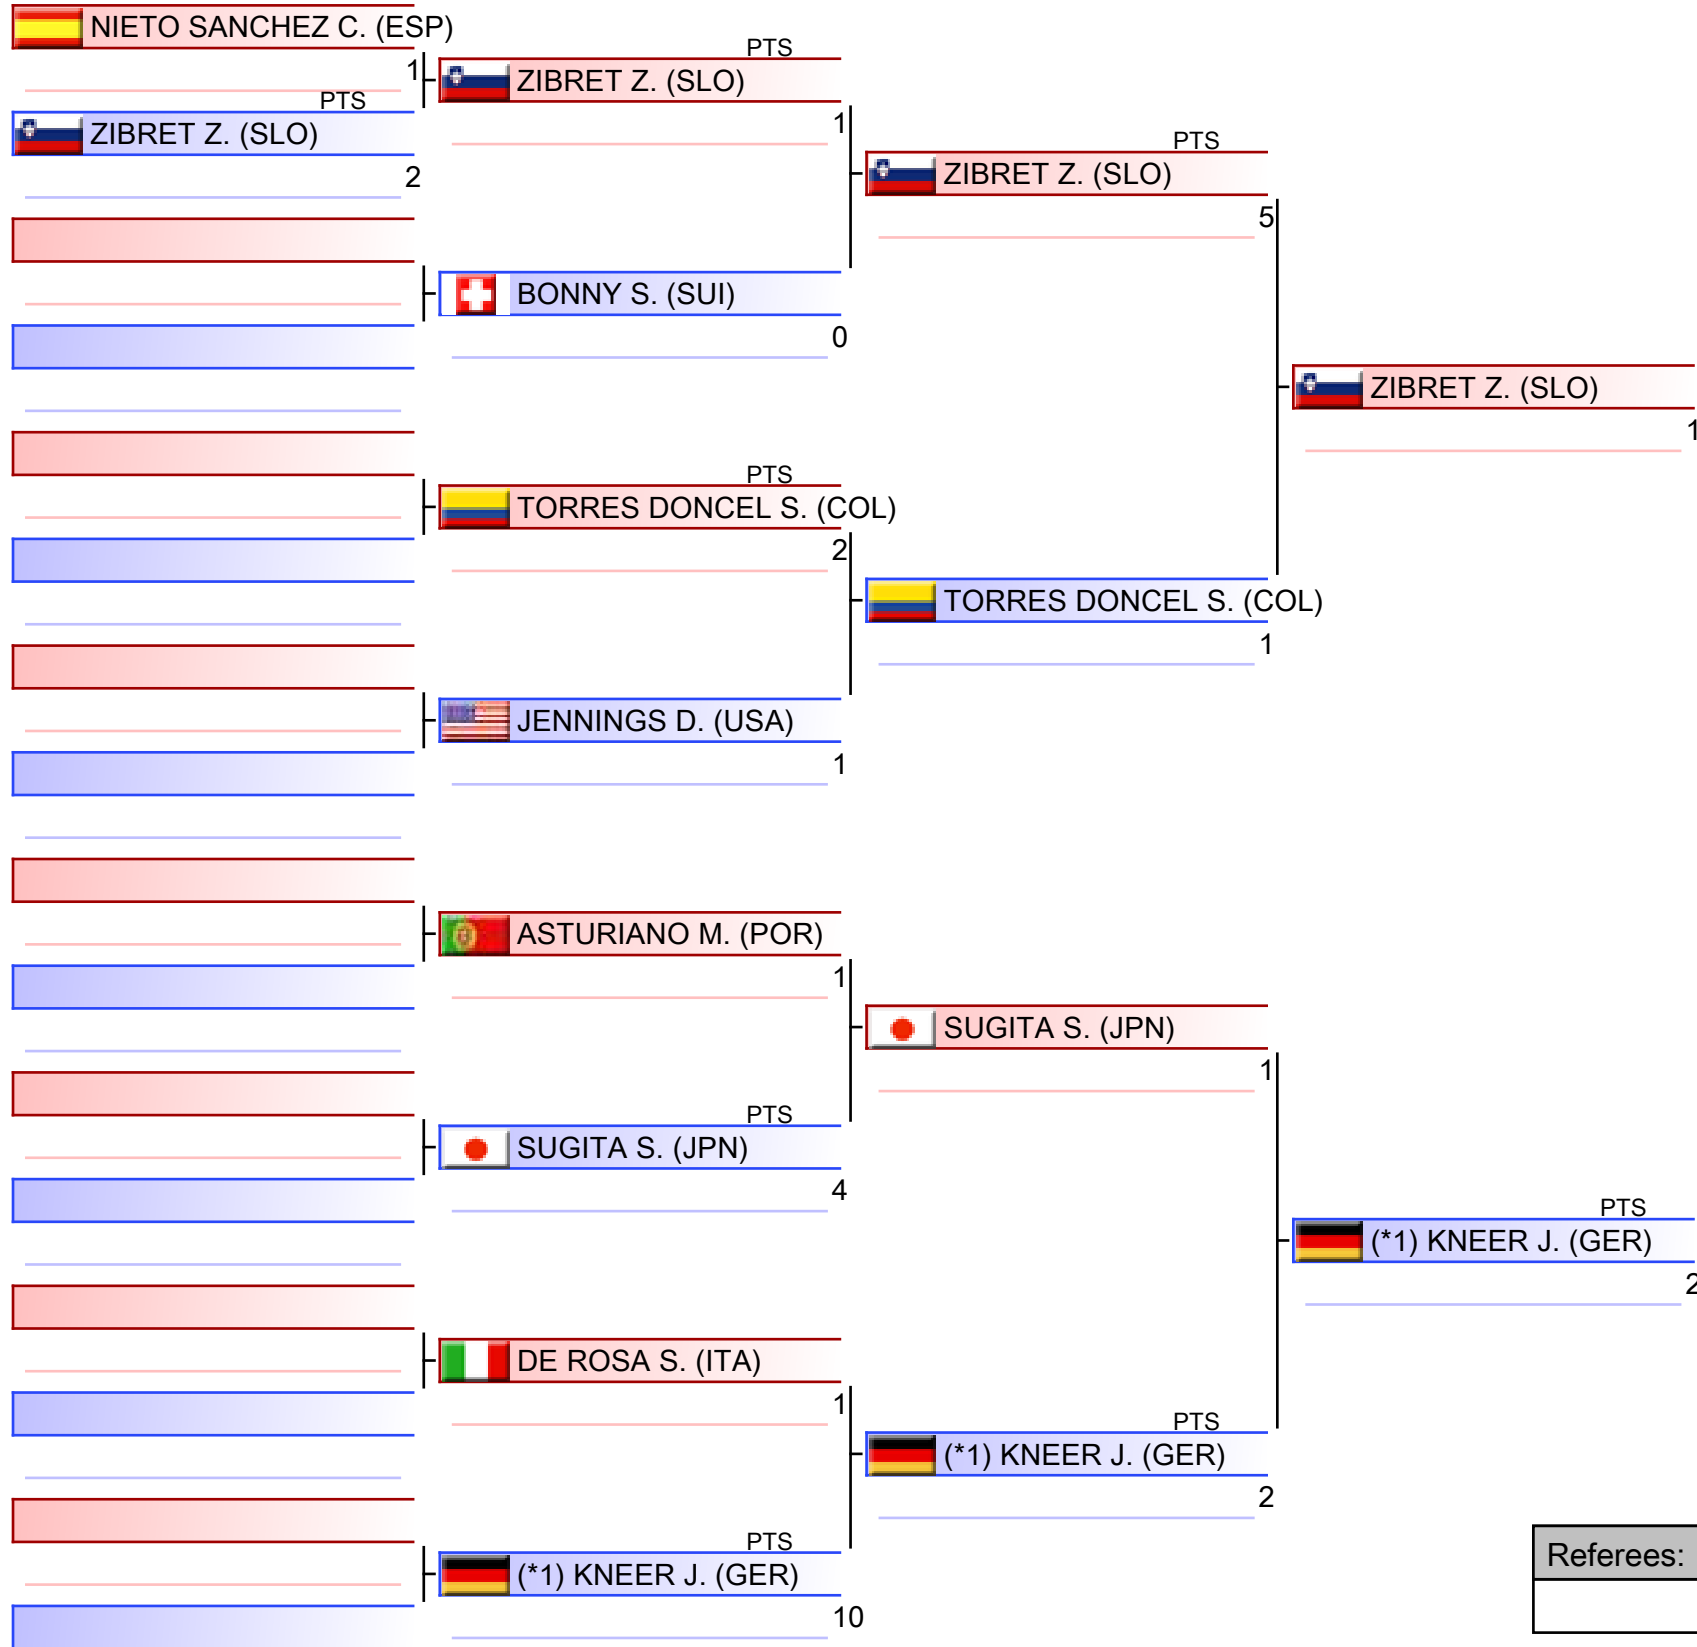 NIETO SANCHEZ C. (ESP)
1
PTS
ZIBRET Z. (SLO)
2
PTS
ZIBRET Z. (SLO)
1
BONNY S. (SUI)
0
PTS
TORRES DONCEL S. (COL)
2
JENNINGS D. (USA)
1
ASTURIANO M. (POR)
1
PTS
SUGITA S. (JPN)
4
DE ROSA S. (ITA)
1
PTS
(*1) KNEER J. (GER)
10
PTS
ZIBRET Z. (SLO)
5
TORRES DONCEL S. (COL)
1
SUGITA S. (JPN)
1
PTS
(*1) KNEER J. (GER)
2
ZIBRET Z. (SLO)
1
PTS
(*1) KNEER J. (GER)
2
Referees: